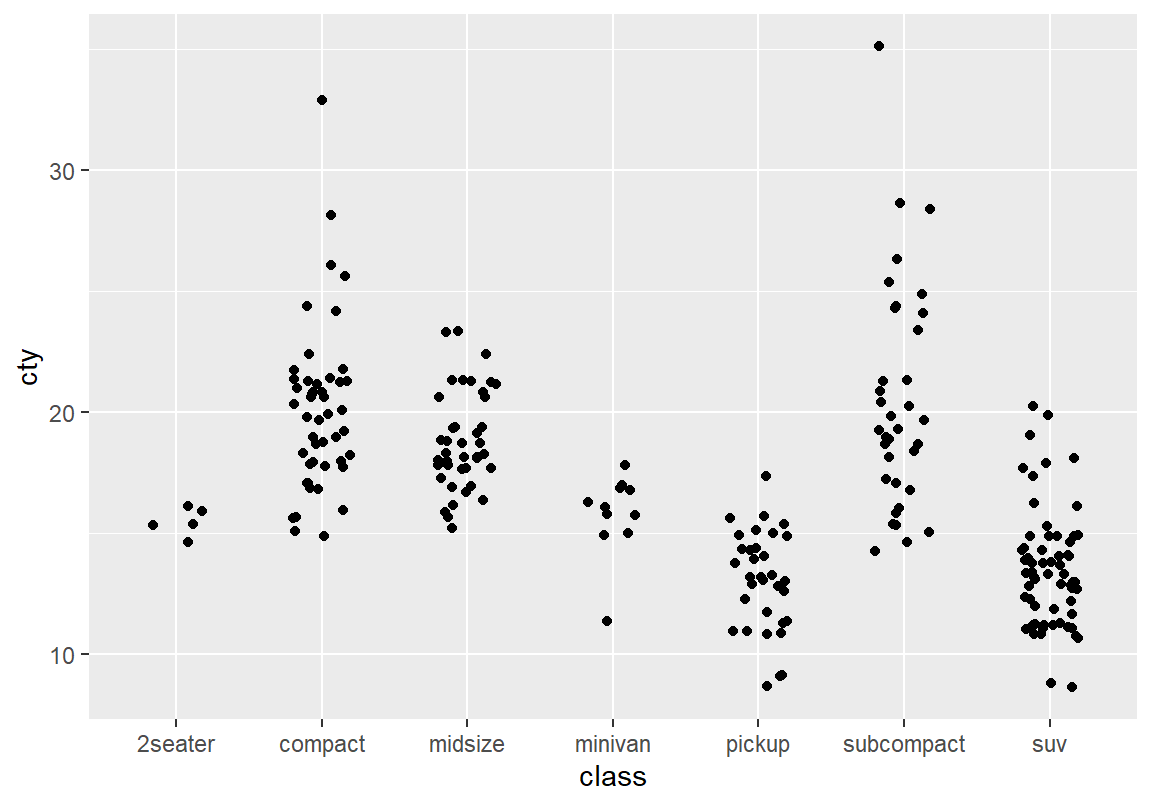 30
20
10
cty
2seater compact midsize minivan pickup subcompact suv
class